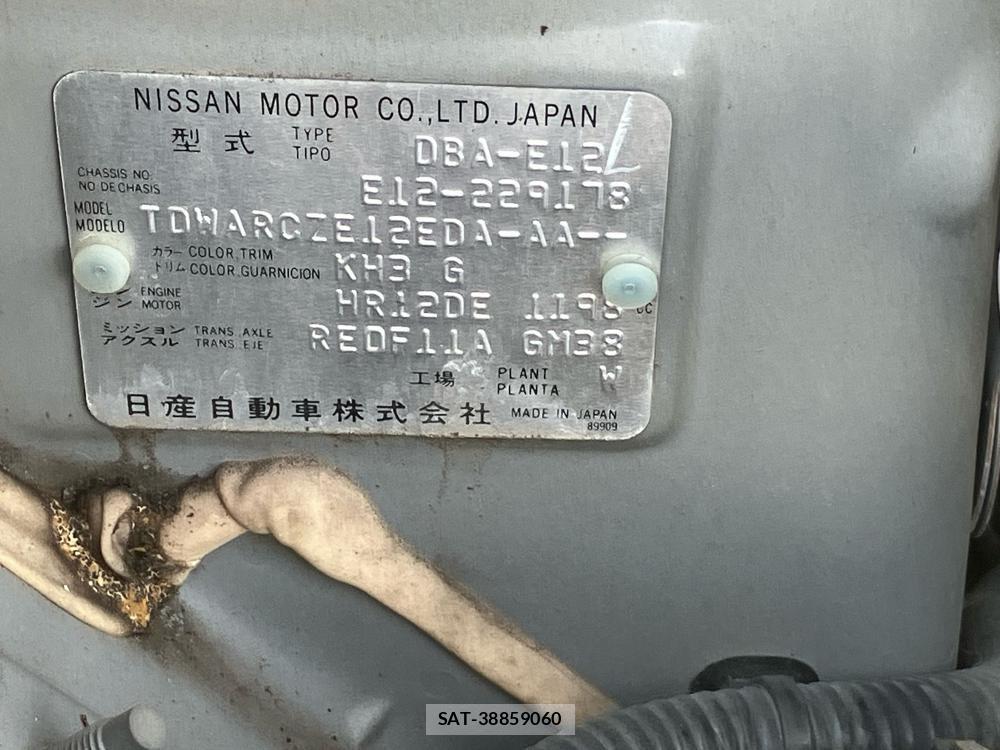 NISSAN MOTOR CO.,LTD. JAPAN
型式 TYPE TIPO DBA-E12
CHASSIS NO. NO DE CHASIS E12-229178
MODEL MODELO TDWARCZE12EDA-AA--
カラー COLOR, TRIM
トリム COLOR, GUARNICION KH3 G
ン ENGINE
ジン MOTOR HR12DE 1198 CC
ミッション TRANS. AXLE
アクスル TRANS. EJE RE0F11A GM38
工場 PLANT PLANTA W
日産自動車株式会社 MADE IN JAPAN
89909
SAT-38859060